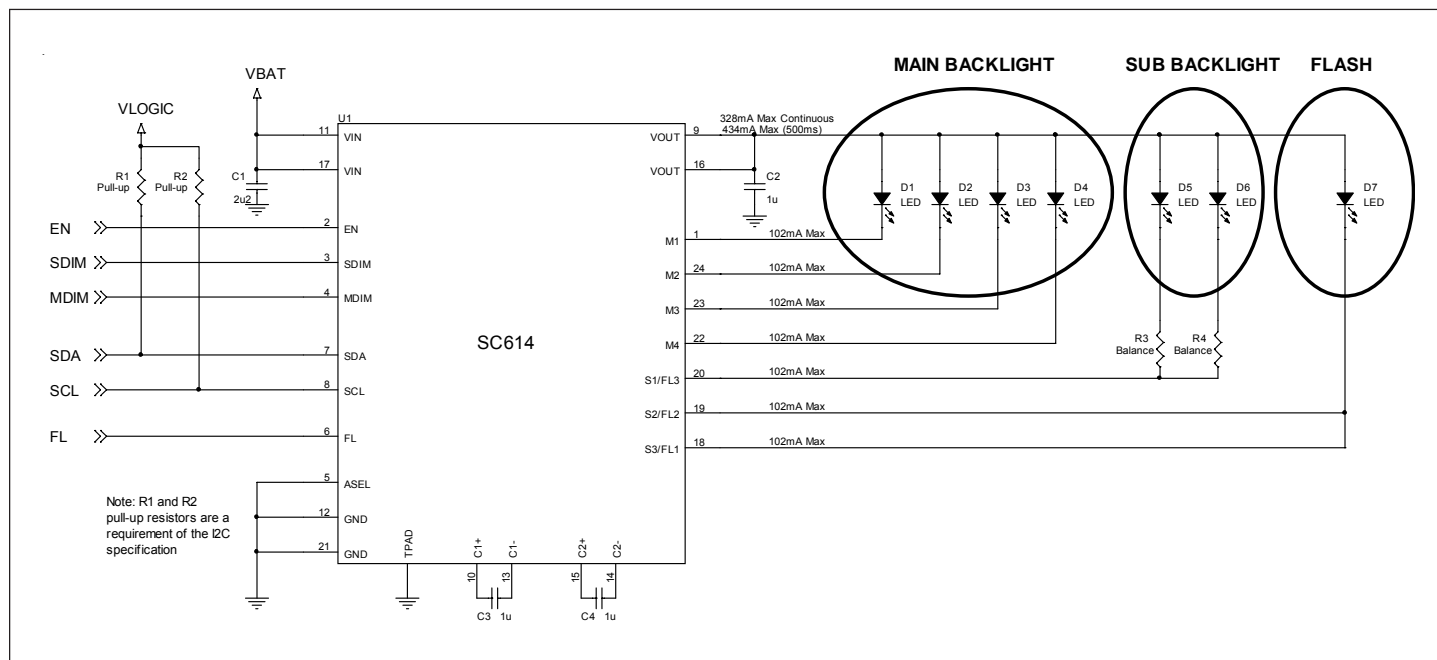 MAIN BACKLIGHT
SUB BACKLIGHT
FLASH
VBAT
VLOGIC
R1
Pull-up
R2
Pull-up
C1
2u2
U1
SC614
11
VIN
17
VIN
EN
2
EN
SDIM
3
SDIM
MDIM
4
MDIM
SDA
7
SDA
SCL
8
SCL
FL
6
FL
5
ASEL
12
GND
21
GND
Note: R1 and R2
pull-up resistors are a
requirement of the I2C
specification
TPAD
C1+
C1-
C2+
C2-
10
13
15
14
C3
1u
C4
1u
328mA Max Continuous
434mA Max (500ms)
VOUT
9
VOUT
16
C2
1u
D1
LED
D2
LED
D3
LED
D4
LED
D5
LED
D6
LED
D7
LED
M1
1
102mA Max
M2
24
102mA Max
M3
23
102mA Max
M4
22
102mA Max
R3
Balance
R4
Balance
S1/FL3
20
102mA Max
S2/FL2
19
102mA Max
S3/FL1
18
102mA Max